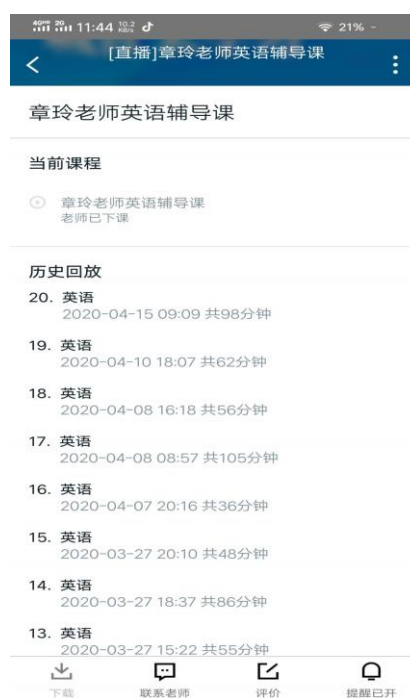 4G 2G 11:44 10.2 KB/s 21%
[直播]章玲老师英语辅导课
章玲老师英语辅导课
当前课程
章玲老师英语辅导课
老师已下课
历史回放
20. 英语
2020-04-15 09:09 共98分钟
19. 英语
2020-04-10 18:07 共62分钟
18. 英语
2020-04-08 16:18 共56分钟
17. 英语
2020-04-08 08:57 共105分钟
16. 英语
2020-04-07 20:16 共36分钟
15. 英语
2020-03-27 20:10 共48分钟
14. 英语
2020-03-27 18:37 共86分钟
13. 英语
2020-03-27 15:22 共55分钟
下载 联系老师 评价 提醒已开